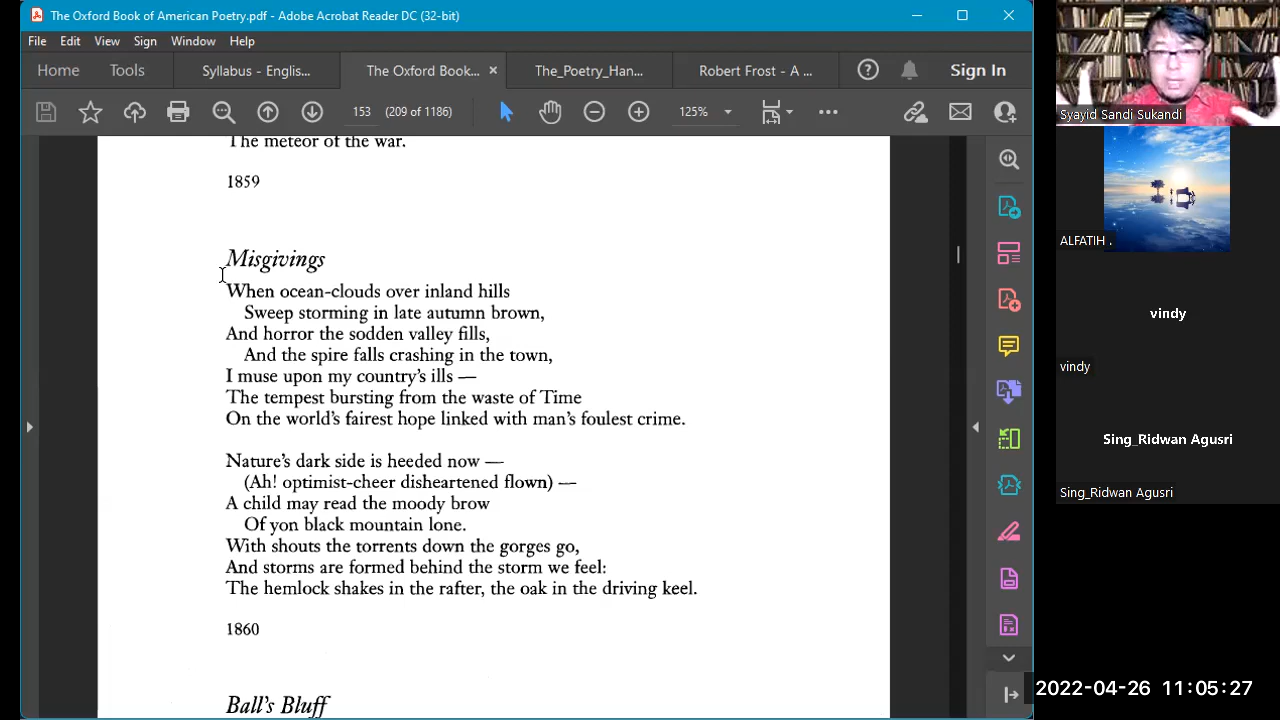 The Oxford Book of American Poetry.pdf - Adobe Acrobat Reader DC (32-bit)
File Edit View Sign Window Help
Home Tools Syllabus - Englis... The Oxford Book... × The_Poetry_Han... Robert Frost - A ... Sign In
153 (209 of 1186) 125%
The meteor of the war.
1859
Misgivings
When ocean-clouds over inland hills
Sweep storming in late autumn brown,
And horror the sodden valley fills,
And the spire falls crashing in the town,
I muse upon my country's ills —
The tempest bursting from the waste of Time
On the world's fairest hope linked with man's foulest crime.
Nature's dark side is heeded now —
(Ah! optimist-cheer disheartened flown) —
A child may read the moody brow
Of yon black mountain lone.
With shouts the torrents down the gorges go,
And storms are formed behind the storm we feel:
The hemlock shakes in the rafter, the oak in the driving keel.
1860
Ball's Bluff
Syayid Sandi Sukandi
ALFATIH .
vindy
vindy
Sing_Ridwan Agusri
Sing_Ridwan Agusri
2022-04-26 11:05:27